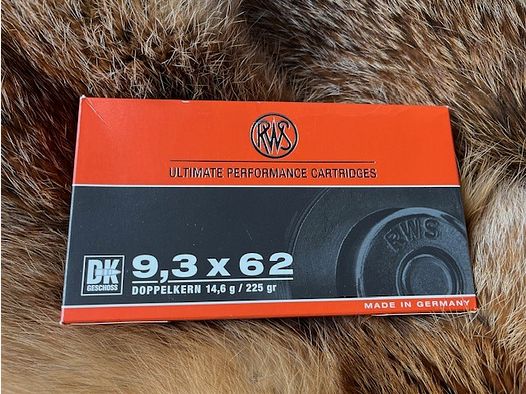 RWS
ULTIMATE PERFORMANCE CARTRIDGES
RWS
DK
GESCHOSS
9,3 x 62
DOPPELKERN 14,6 g / 225 gr
MADE IN GERMANY